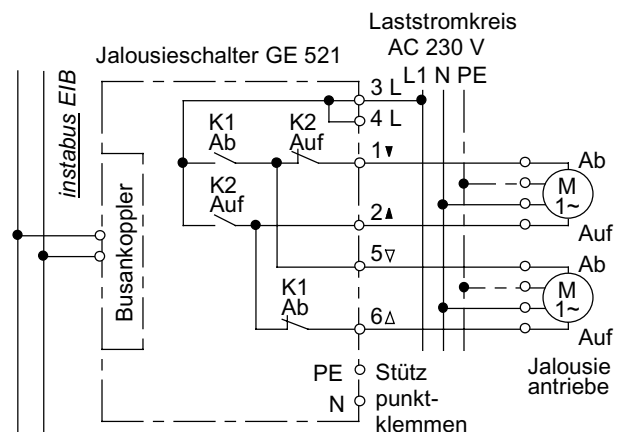 Laststromkreis
AC 230 V
Jalousieschalter GE 521
L1 N PE
instabus EIB
3 L
4 L
K1
Ab
K2
Auf
1▼
Ab
M
1~
K2
Auf
2▲
Auf
Busankoppler
5▽
Ab
K1
Ab
M
1~
6△
Auf
PE
Stütz
punkt-
klemmen
N
Jalousie
antriebe